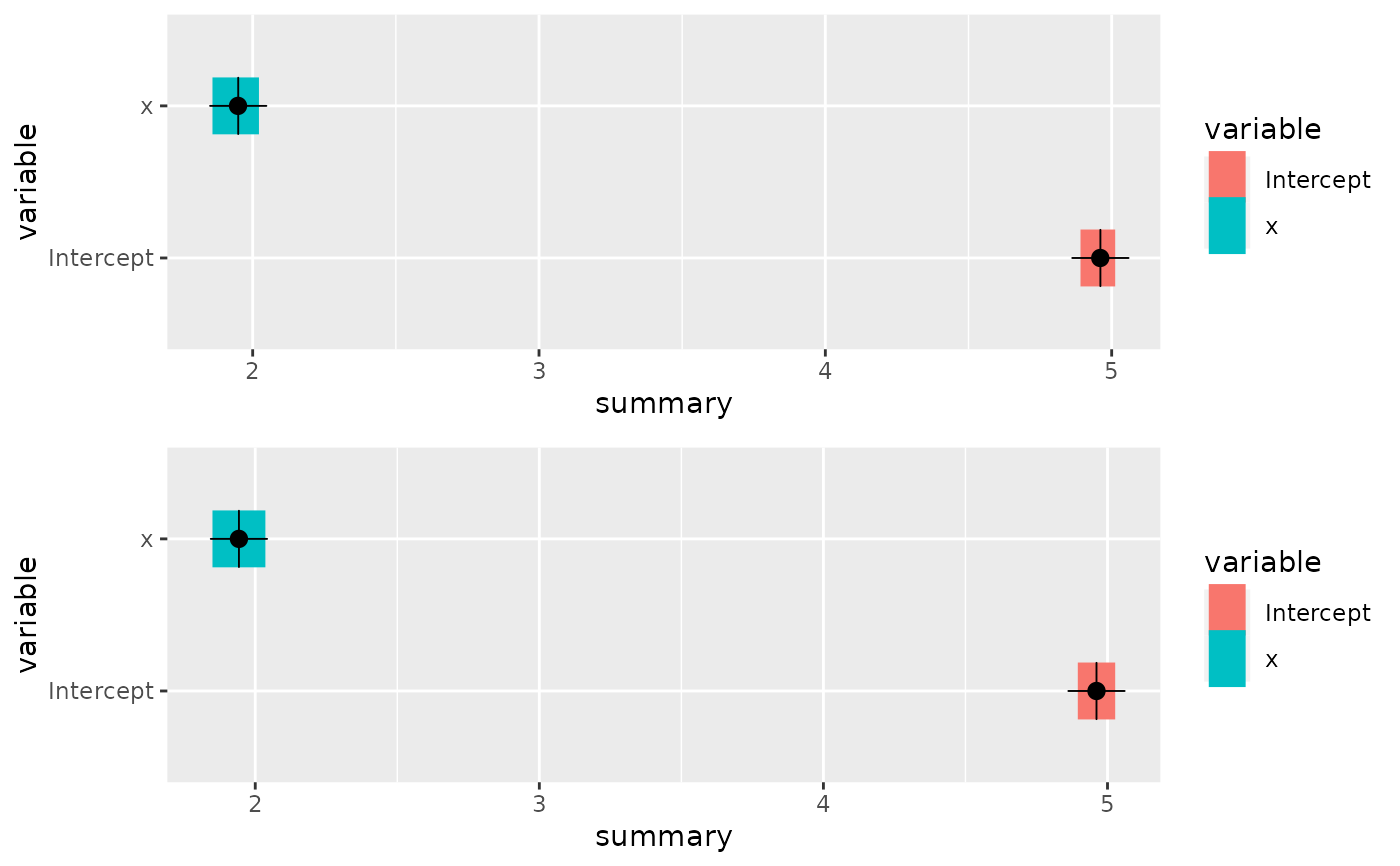 variable
x
Intercept
2 3 4 5
summary
variable
Intercept
x
variable
x
Intercept
2 3 4 5
summary
variable
Intercept
x